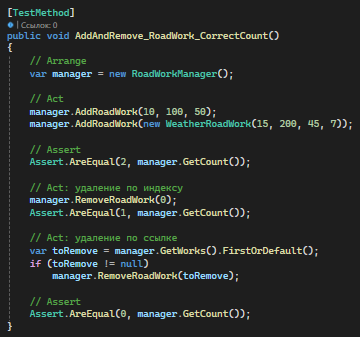 [TestMethod]
| Ссылок: 0
public void AddAndRemove_RoadWork_CorrectCount()
{
    // Arrange
    var manager = new RoadWorkManager();

    // Act
    manager.AddRoadWork(10, 100, 50);
    manager.AddRoadWork(new WeatherRoadWork(15, 200, 45, 7));

    // Assert
    Assert.AreEqual(2, manager.GetCount());

    // Act: удаление по индексу
    manager.RemoveRoadWork(0);
    Assert.AreEqual(1, manager.GetCount());

    // Act: удаление по ссылке
    var toRemove = manager.GetWorks().FirstOrDefault();
    if (toRemove != null)
        manager.RemoveRoadWork(toRemove);

    // Assert
    Assert.AreEqual(0, manager.GetCount());
}